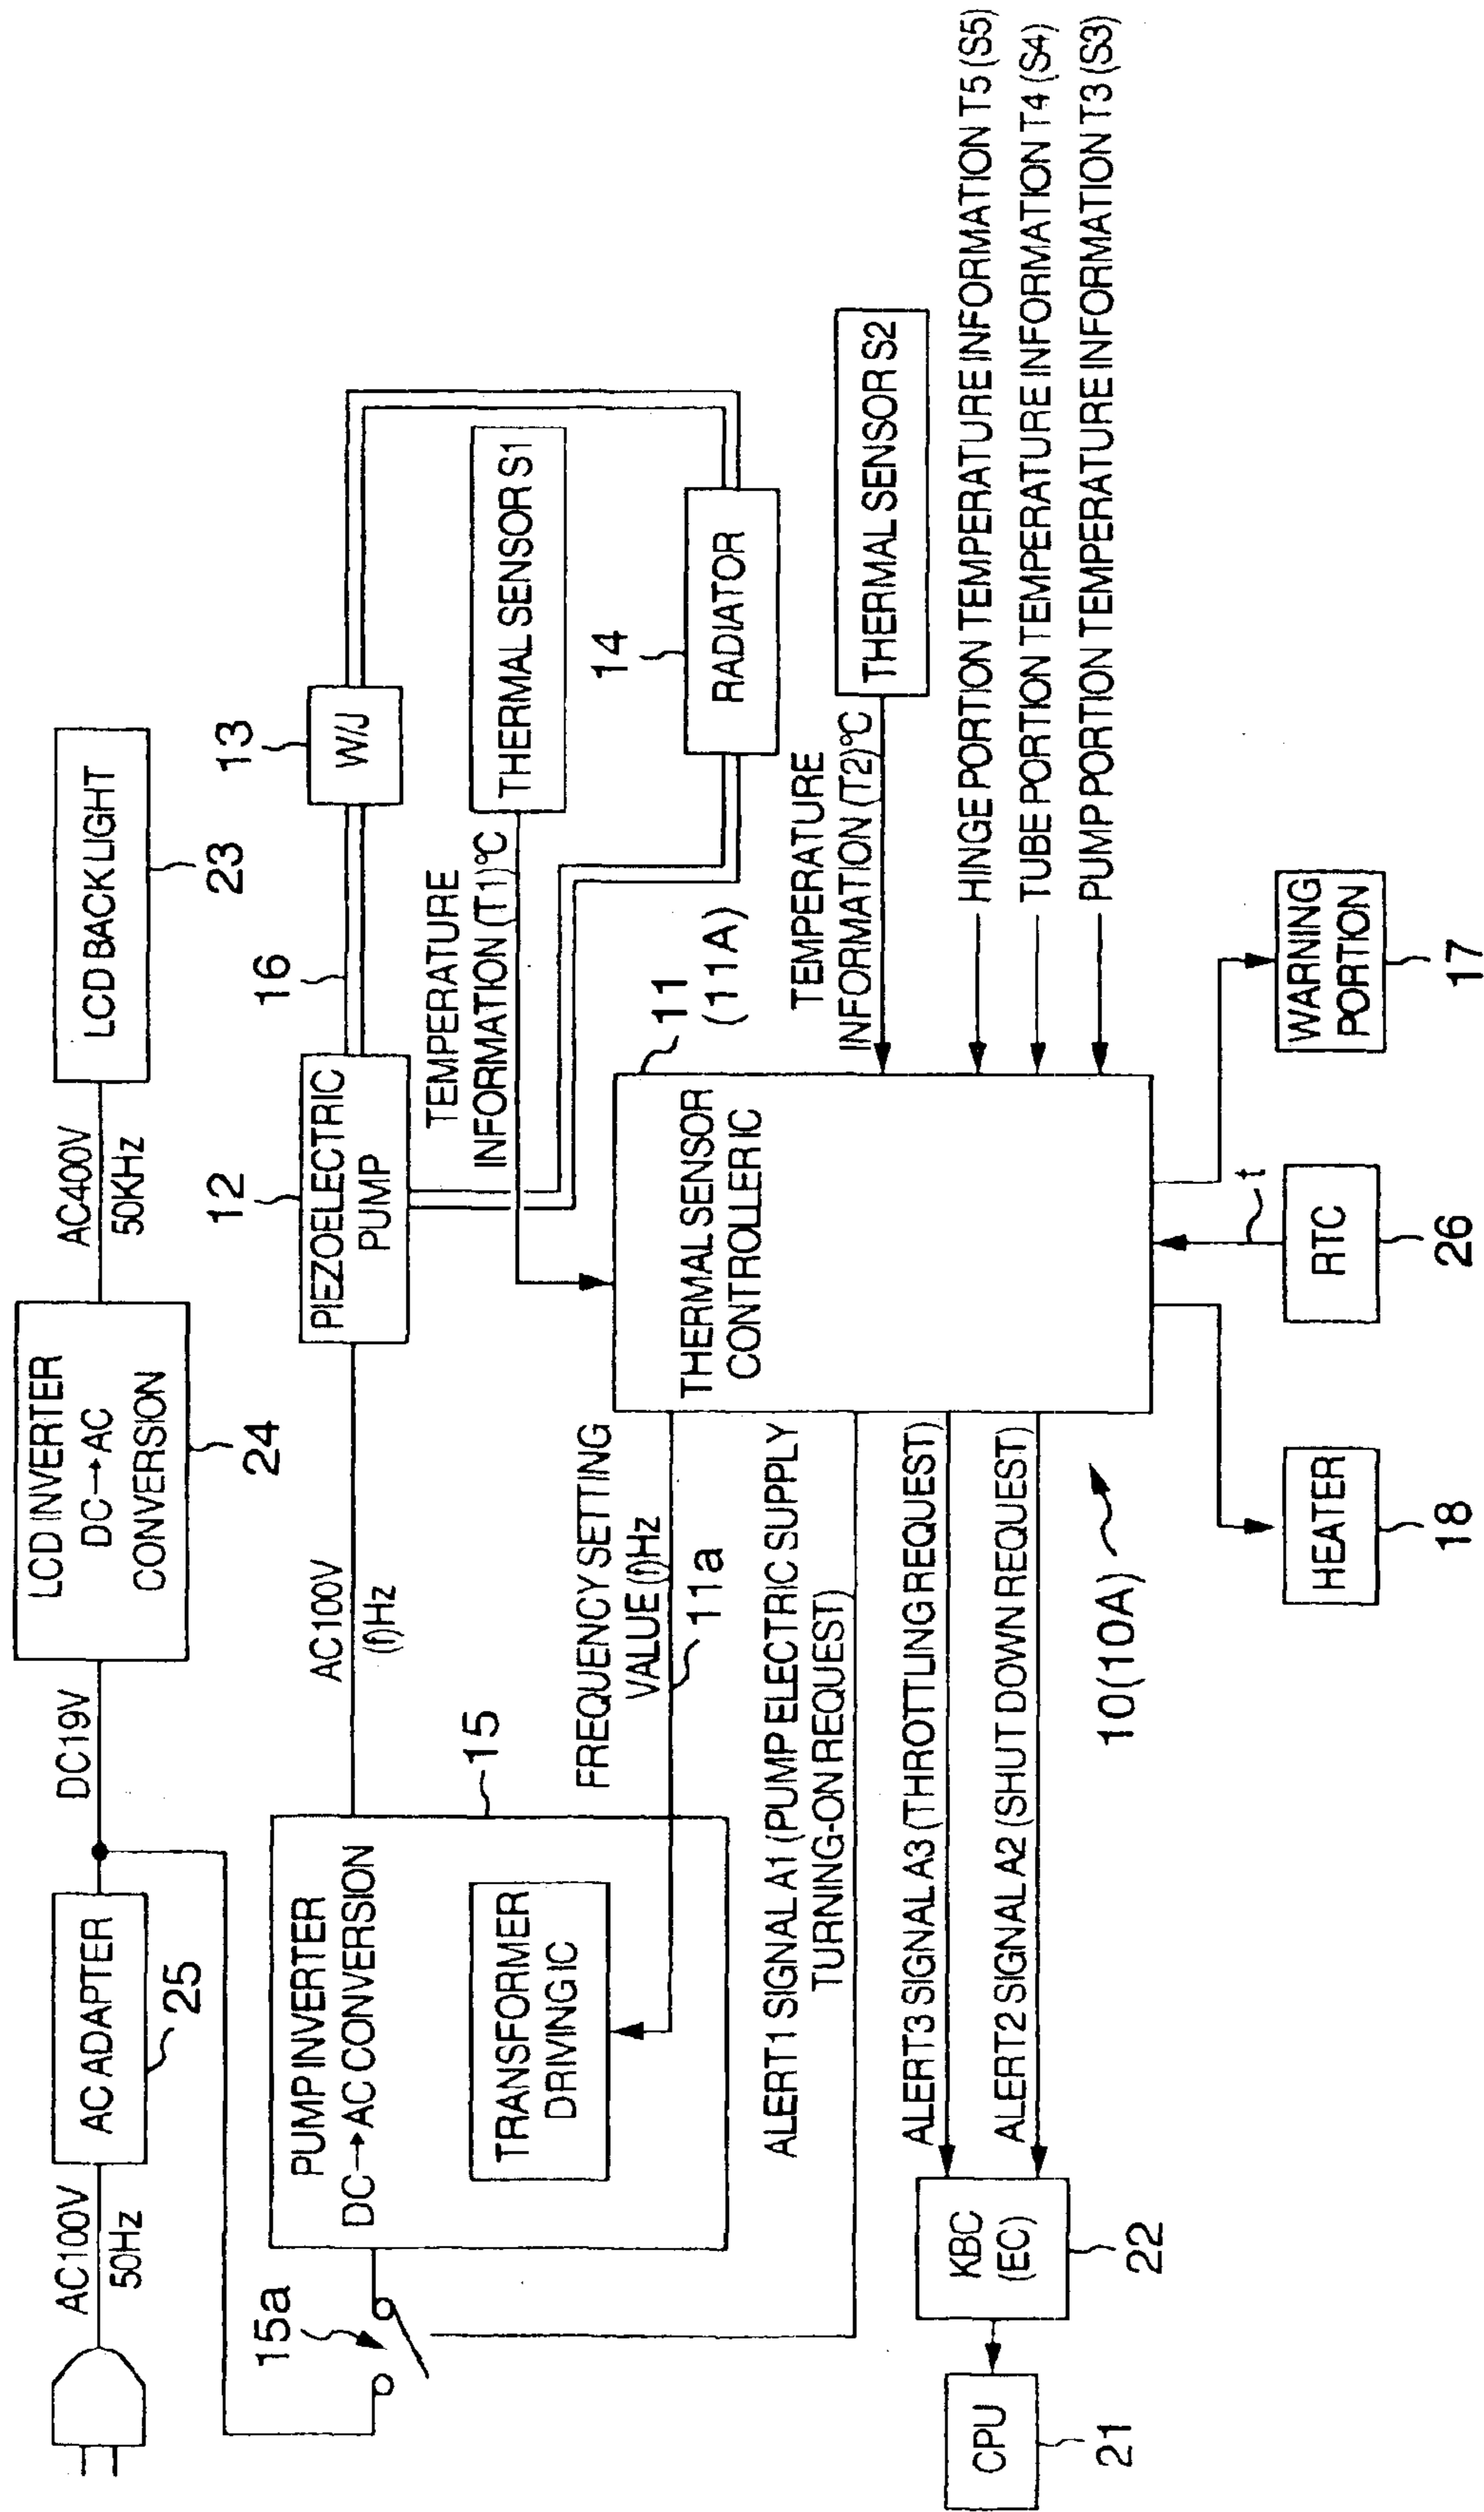 AC100V
50Hz
AC ADAPTER
25
DC19V
LCD INVERTER
DC→AC
CONVERSION
24
AC400V
50KHz
LCD BACK LIGHT
23
15a
PUMP INVERTER
DC→AC CONVERSION
TRANSFORMER
DRIVING IC
15
AC100V
(f)Hz
PIEZOELECTRIC
PUMP
12
16
W/J
13
TEMPERATURE
INFORMATION (T1)°C
THERMAL SENSOR S1
14
RADIATOR
FREQUENCY SETTING
VALUE (f)Hz
11a
THERMAL SENSOR
CONTROLLER IC
11
(11A)
TEMPERATURE
INFORMATION (T2)°C
THERMAL SENSOR S2
ALERT1 SIGNAL A1 (PUMP ELECTRIC SUPPLY
TURNING-ON REQUEST)
ALERT3 SIGNAL A3 (THROTTLING REQUEST)
ALERT2 SIGNAL A2 (SHUT DOWN REQUEST)
HINGE PORTION TEMPERATURE INFORMATION T5 (S5)
TUBE PORTION TEMPERATURE INFORMATION T4 (S4)
PUMP PORTION TEMPERATURE INFORMATION T3 (S3)
CPU
21
KBC
(EC)
22
10(10A)
HEATER
18
t
RTC
26
WARNING
PORTION
17